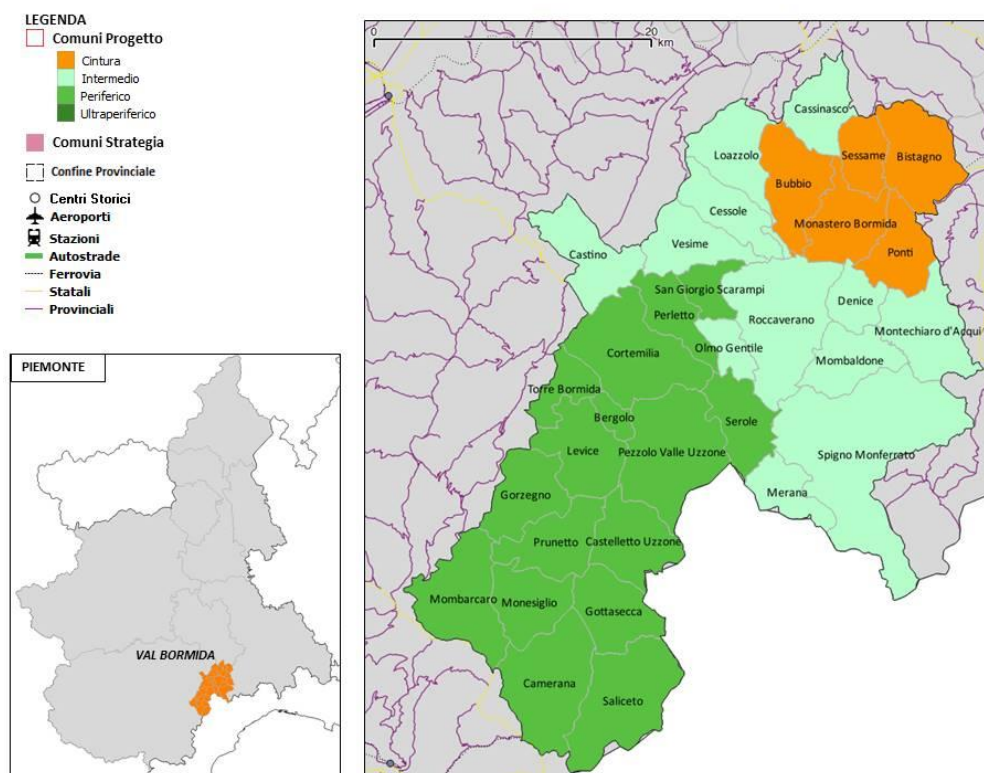 LEGENDA
Comuni Progetto
Cintura
Intermedio
Periferico
Ultraperiferico
Comuni Strategia
Confine Provinciale
Centri Storici
Aeroporti
Stazioni
Autostrade
Ferrovia
Statali
Provinciali
PIEMONTE
VAL BORMIDA
0
20
km
Cassinasco
Loazzolo
Sessame
Bistagno
Bubbio
Cessole
Monastero Bormida
Vesime
Ponti
Castino
San Giorgio Scarampi
Denice
Perletto
Roccaverano
Montechiaro d'Acqui
Olmo Gentile
Cortemilia
Mombaldone
Torre Bormida
Bergolo
Serole
Levice
Pezzolo Valle Uzzone
Spigno Monferrato
Gorzegno
Merana
Prunetto
Castelletto Uzzone
Mombarcaro
Monesiglio
Gottasecca
Camerana
Saliceto